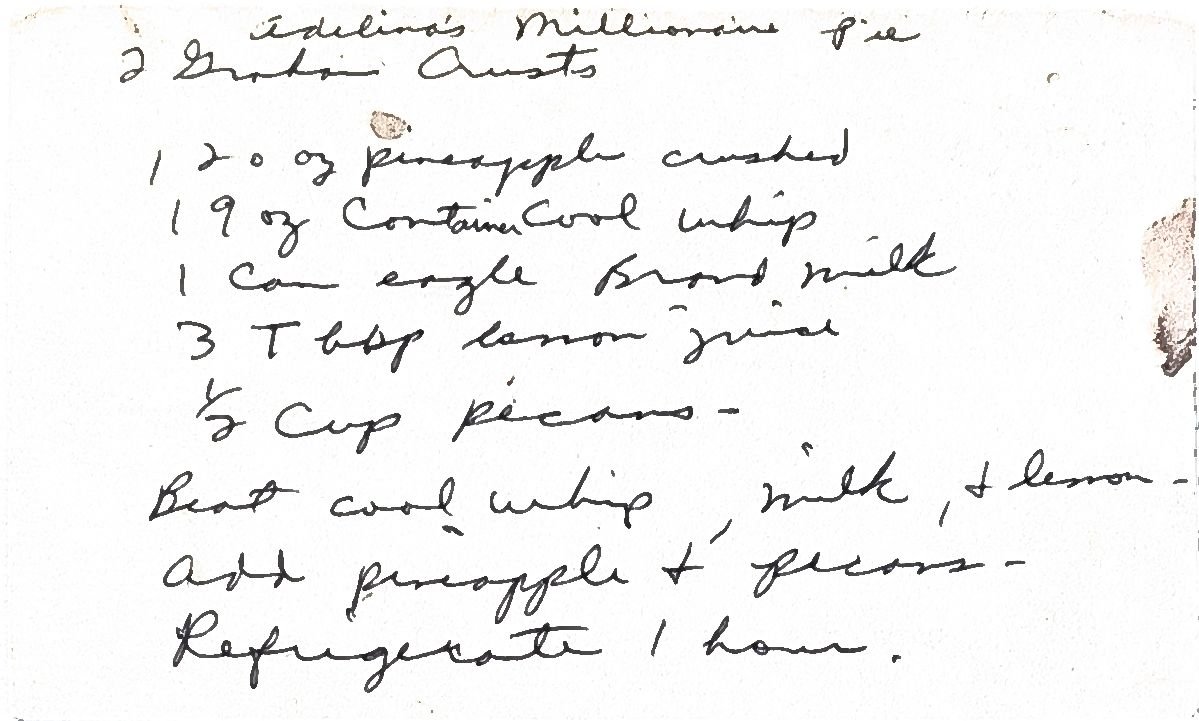 Adelina's Millionaire Pie
2 Graham Crusts
1 20 oz pineapple crushed
1 9 oz Container Cool whip
1 Can eagle Brand milk
3 Tbbsp lemon juice
1/2 Cup pecans -
Beat cool whip, milk, & lemon -
add pineapple & pecans -
Refrigerate 1 hour.